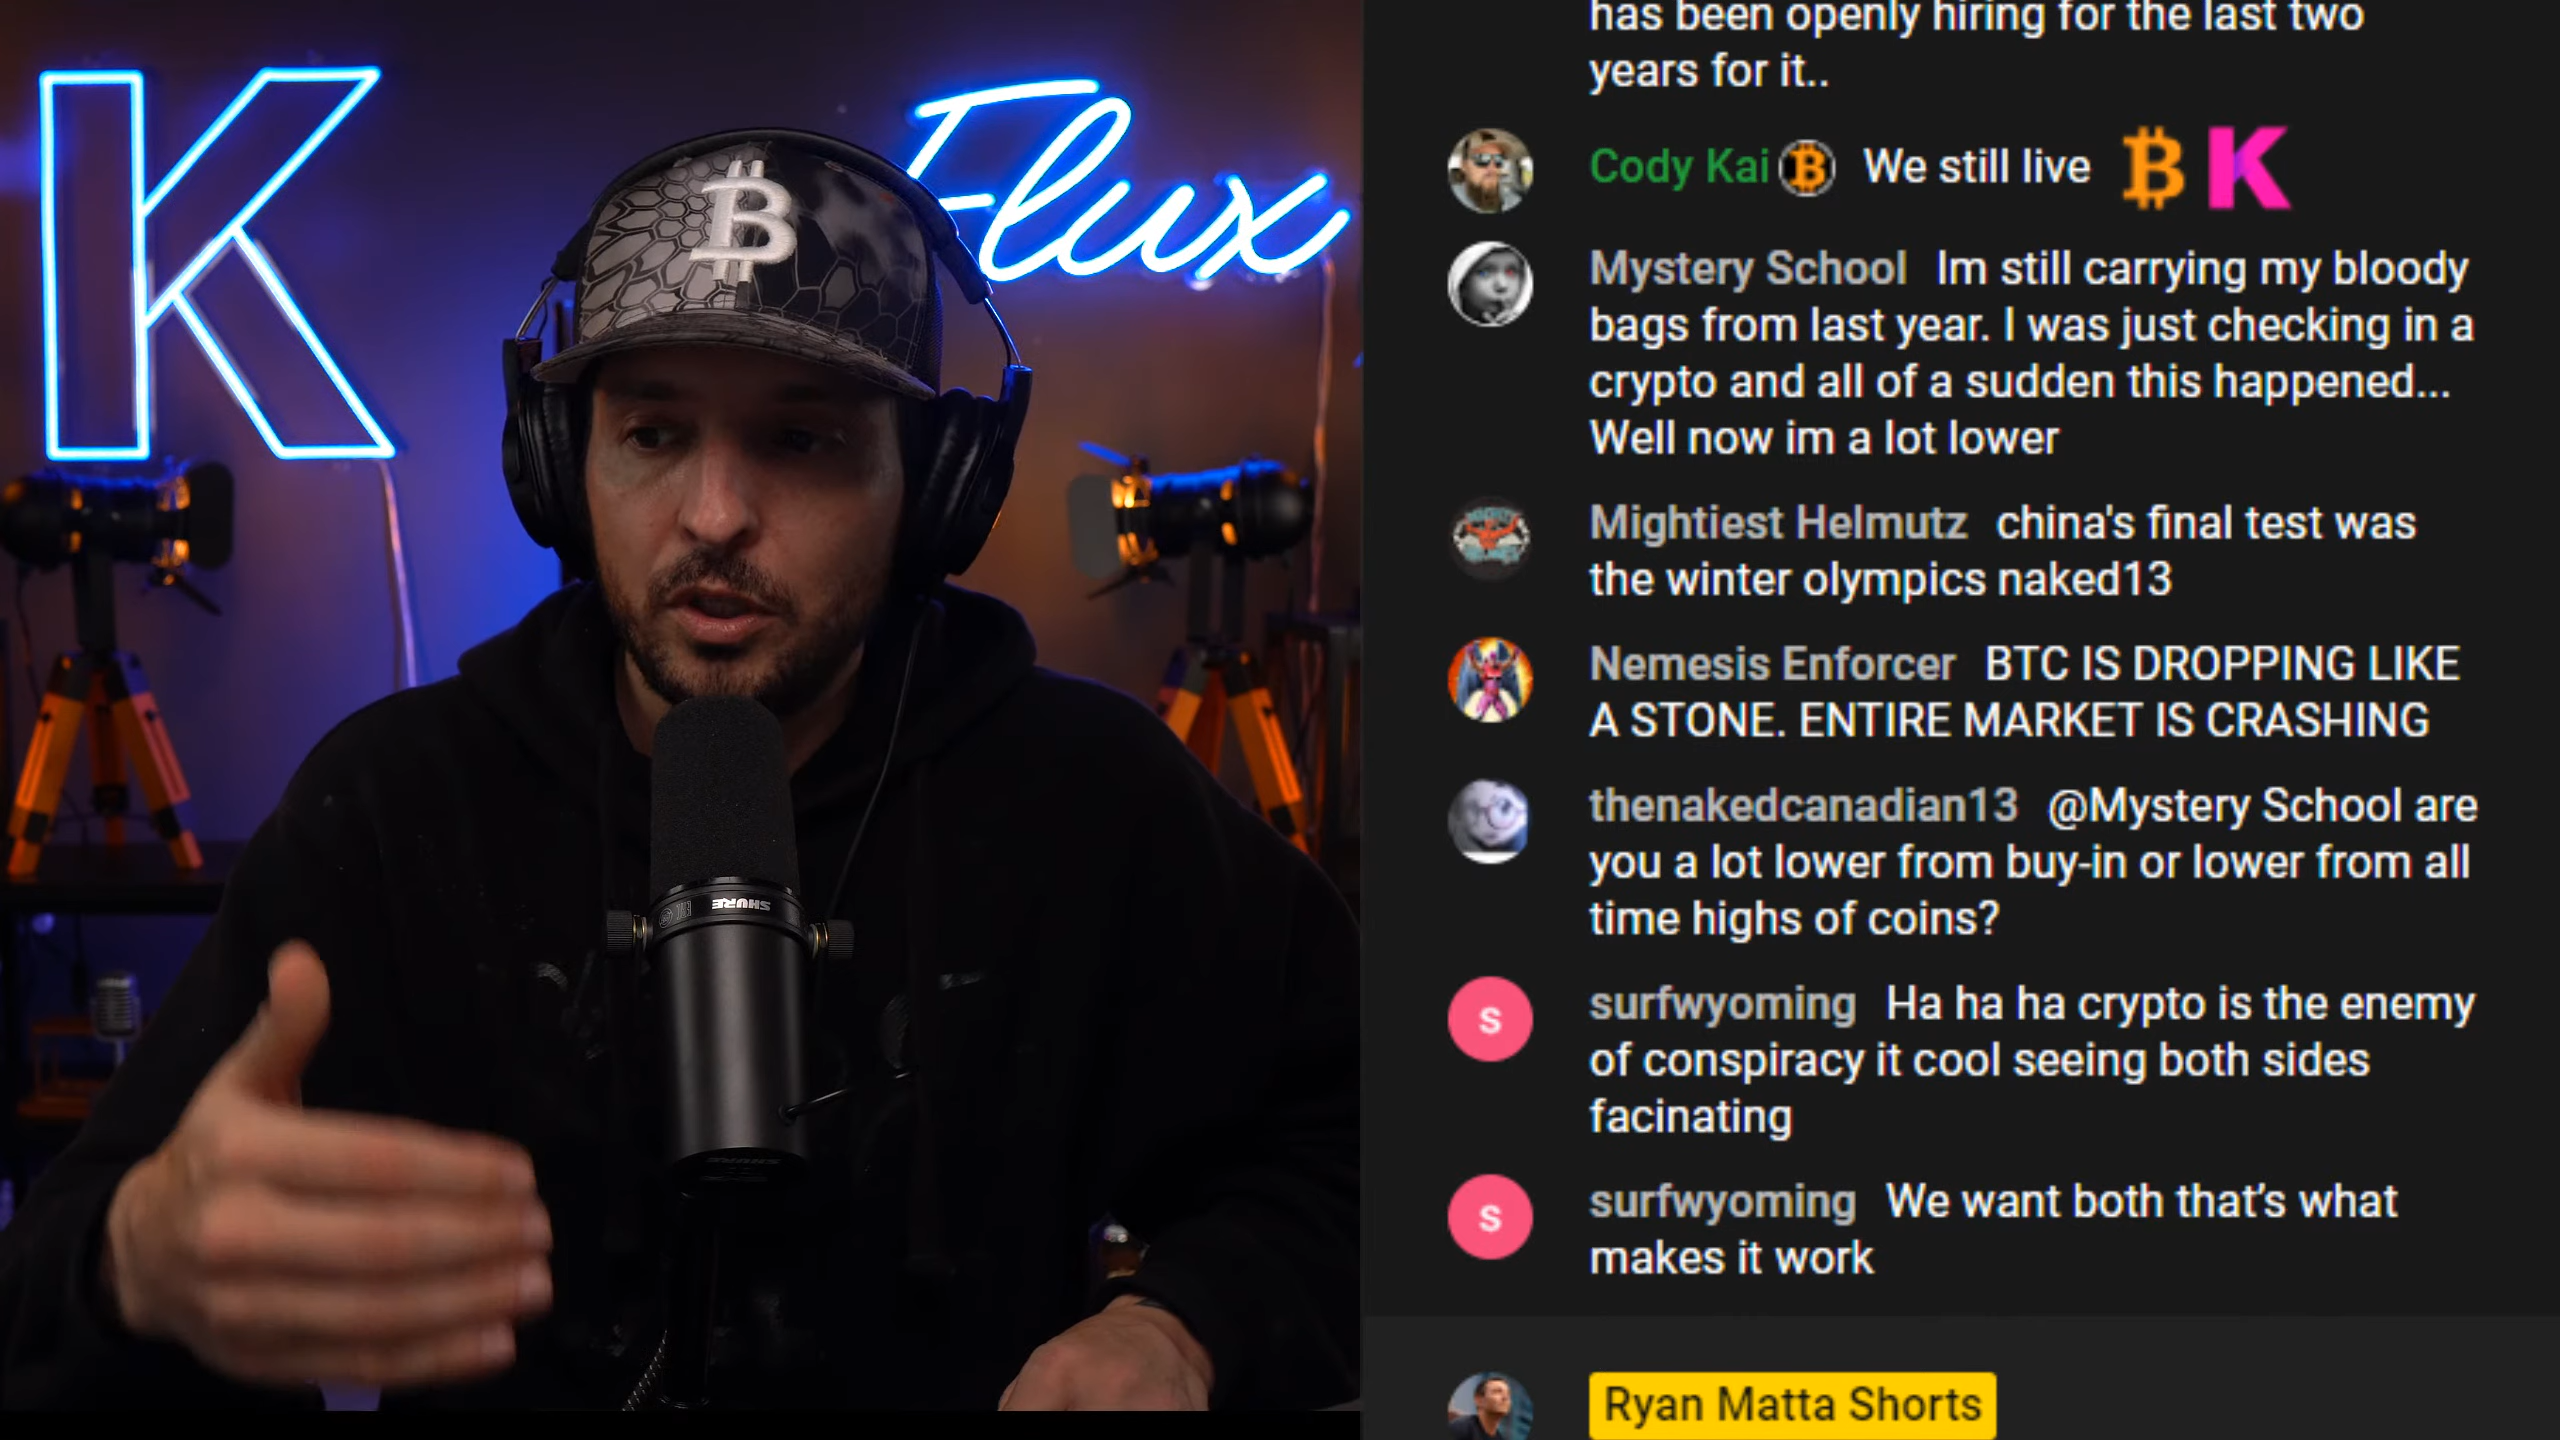 K
Flux
SHURE
has been openly hiring for the last two
years for it..
Cody Kai We still live K
Mystery School Im still carrying my bloody
bags from last year. I was just checking in a
crypto and all of a sudden this happened...
Well now im a lot lower
Mightiest Helmutz china's final test was
the winter olympics naked13
Nemesis Enforcer BTC IS DROPPING LIKE
A STONE. ENTIRE MARKET IS CRASHING
thenakedcanadian13 @Mystery School are
you a lot lower from buy-in or lower from all
time highs of coins?
S surfwyoming Ha ha ha crypto is the enemy
of conspiracy it cool seeing both sides
facinating
S surfwyoming We want both that's what
makes it work
Ryan Matta Shorts